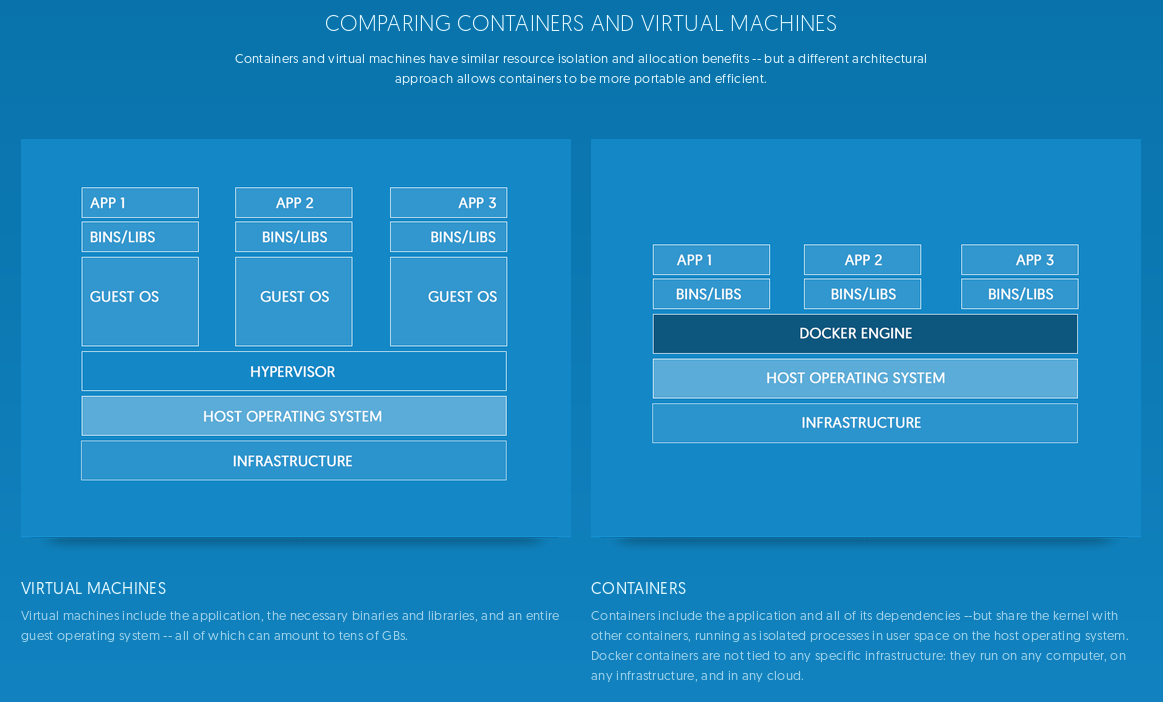 COMPARING CONTAINERS AND VIRTUAL MACHINES
Containers and virtual machines have similar resource isolation and allocation benefits -- but a different architectural
approach allows containers to be more portable and efficient.
APP 1
APP 2
APP 3
BINS/LIBS
BINS/LIBS
BINS/LIBS
GUEST OS
GUEST OS
GUEST OS
HYPERVISOR
HOST OPERATING SYSTEM
INFRASTRUCTURE
APP 1
APP 2
APP 3
BINS/LIBS
BINS/LIBS
BINS/LIBS
DOCKER ENGINE
HOST OPERATING SYSTEM
INFRASTRUCTURE
VIRTUAL MACHINES
Virtual machines include the application, the necessary binaries and libraries, and an entire
guest operating system -- all of which can amount to tens of GBs.
CONTAINERS
Containers include the application and all of its dependencies --but share the kernel with
other containers, running as isolated processes in user space on the host operating system.
Docker containers are not tied to any specific infrastructure: they run on any computer, on
any infrastructure, and in any cloud.